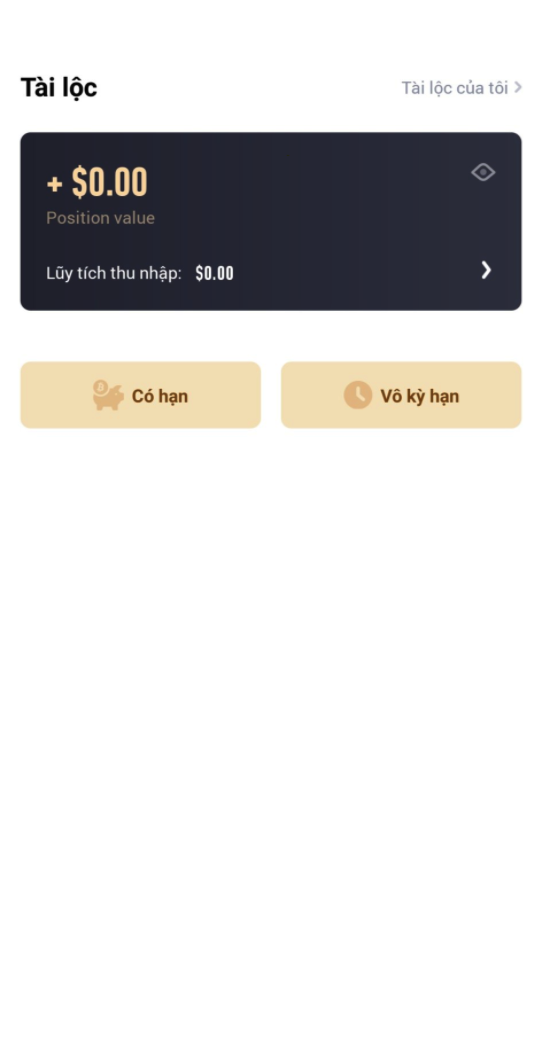 Tài lộc
Tài lộc của tôi
+ $0.00
Position value
Lũy tích thu nhập: $0.00
Có hạn
Vô kỳ hạn